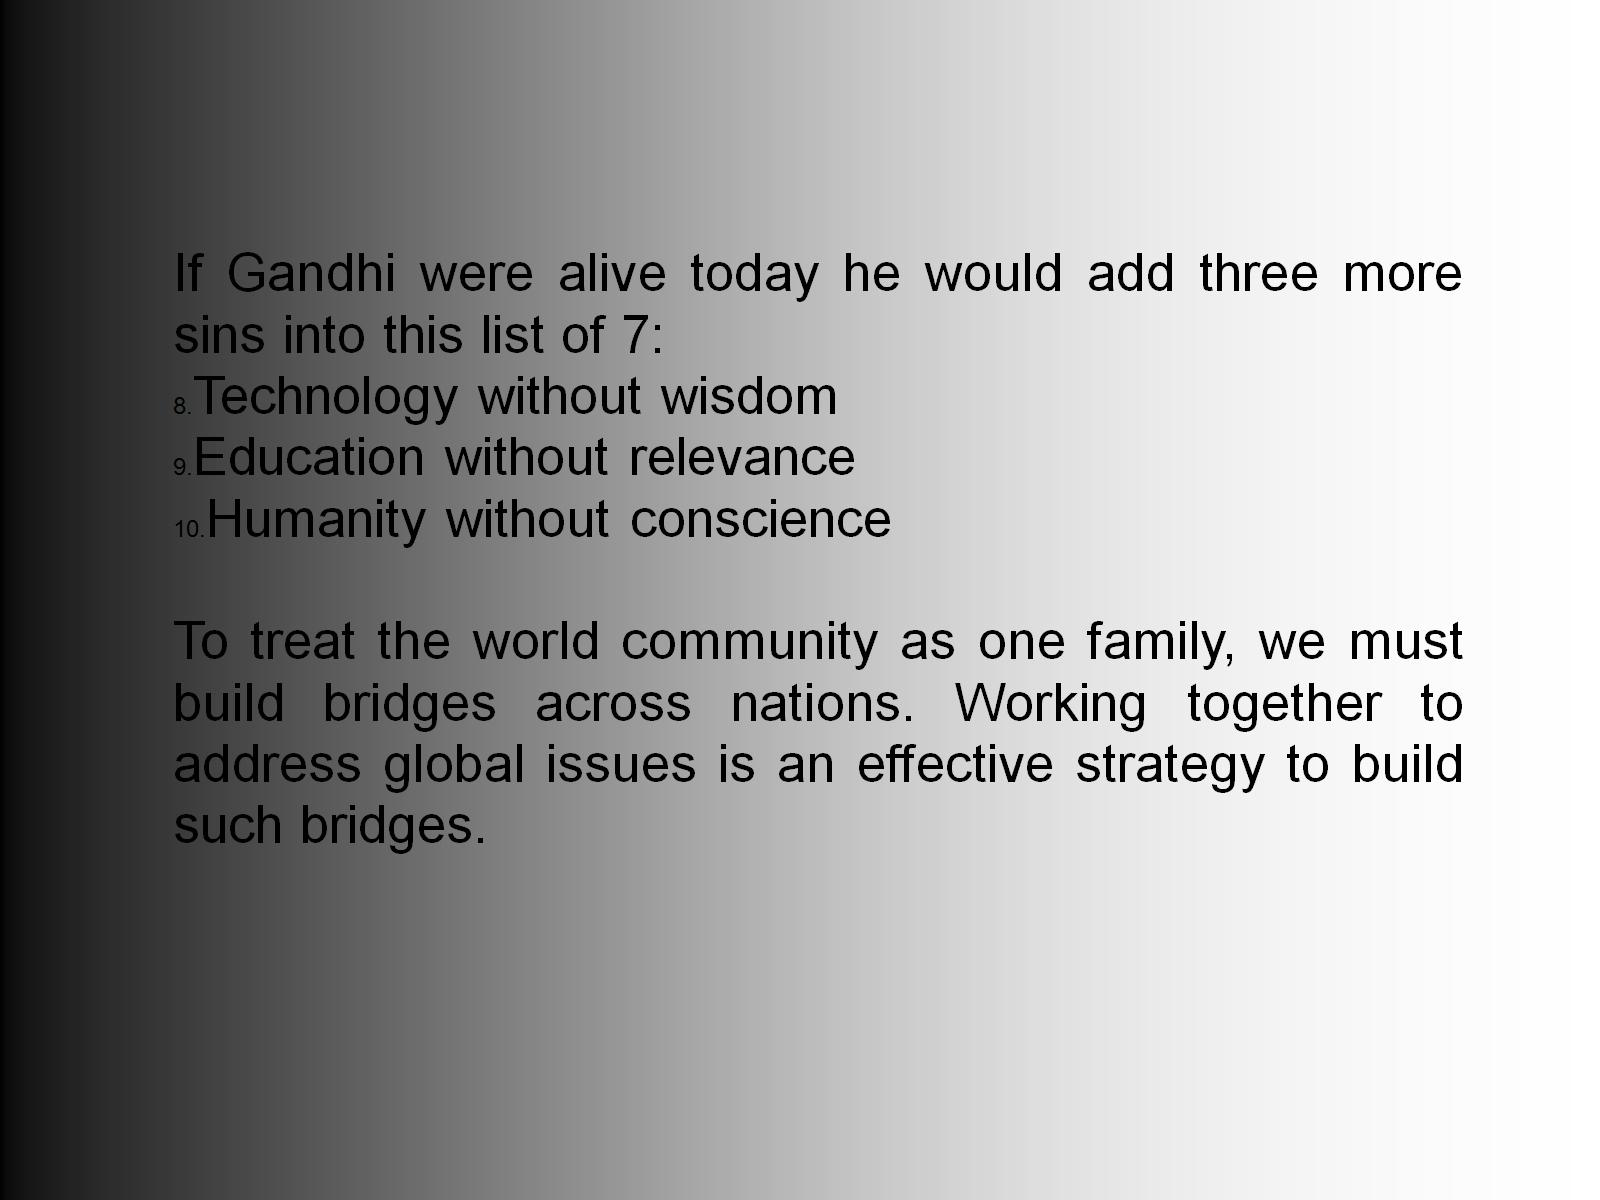 If Gandhi were alive today he would add three more
sins into this list of 7:
8.Technology without wisdom
9.Education without relevance
10.Humanity without conscience
To treat the world community as one family, we must
build bridges across nations. Working together to
address global issues is an effective strategy to build
such bridges.